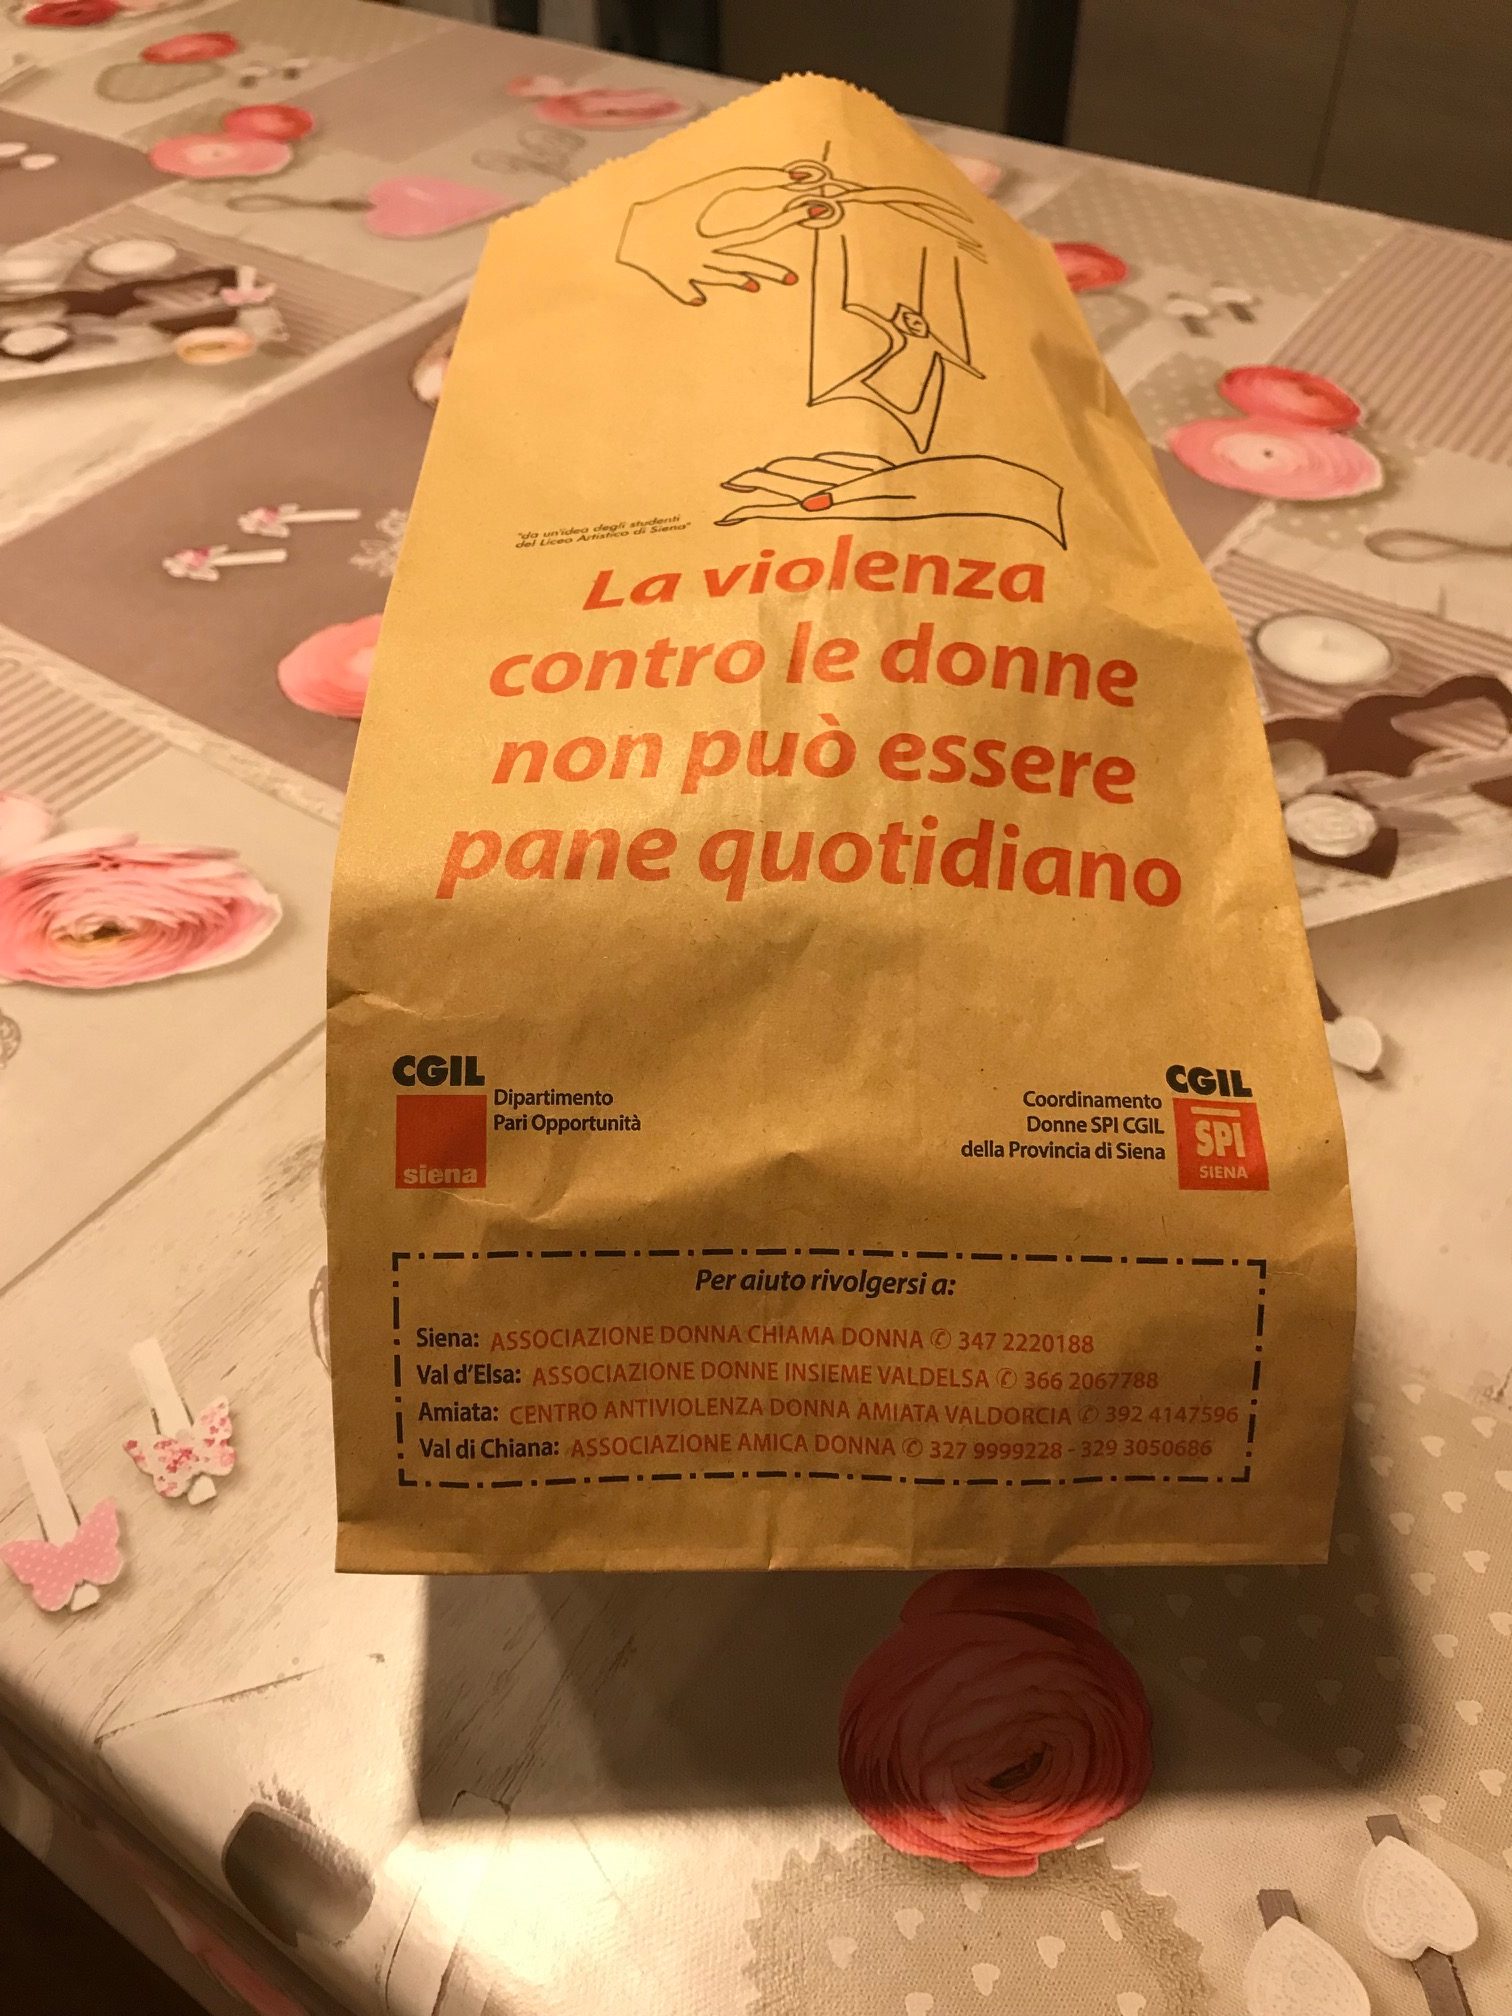 "da un'idea degli studenti
del Liceo Artistico di Siena"
La violenza
contro le donne
non può essere
pane quotidiano
CGIL
siena
Dipartimento
Pari Opportunità
Coordinamento
Donne SPI CGIL
della Provincia di Siena
CGIL
SPI
SIENA
Per aiuto rivolgersi a:
Siena: ASSOCIAZIONE DONNA CHIAMA DONNA ✆ 347 2220188
Val d'Elsa: ASSOCIAZIONE DONNE INSIEME VALDELSA ✆ 366 2067788
Amiata: CENTRO ANTIVIOLENZA DONNA AMIATA VALDORCIA ✆ 392 4147596
Val di Chiana: ASSOCIAZIONE AMICA DONNA ✆ 327 9999228 - 329 3050686